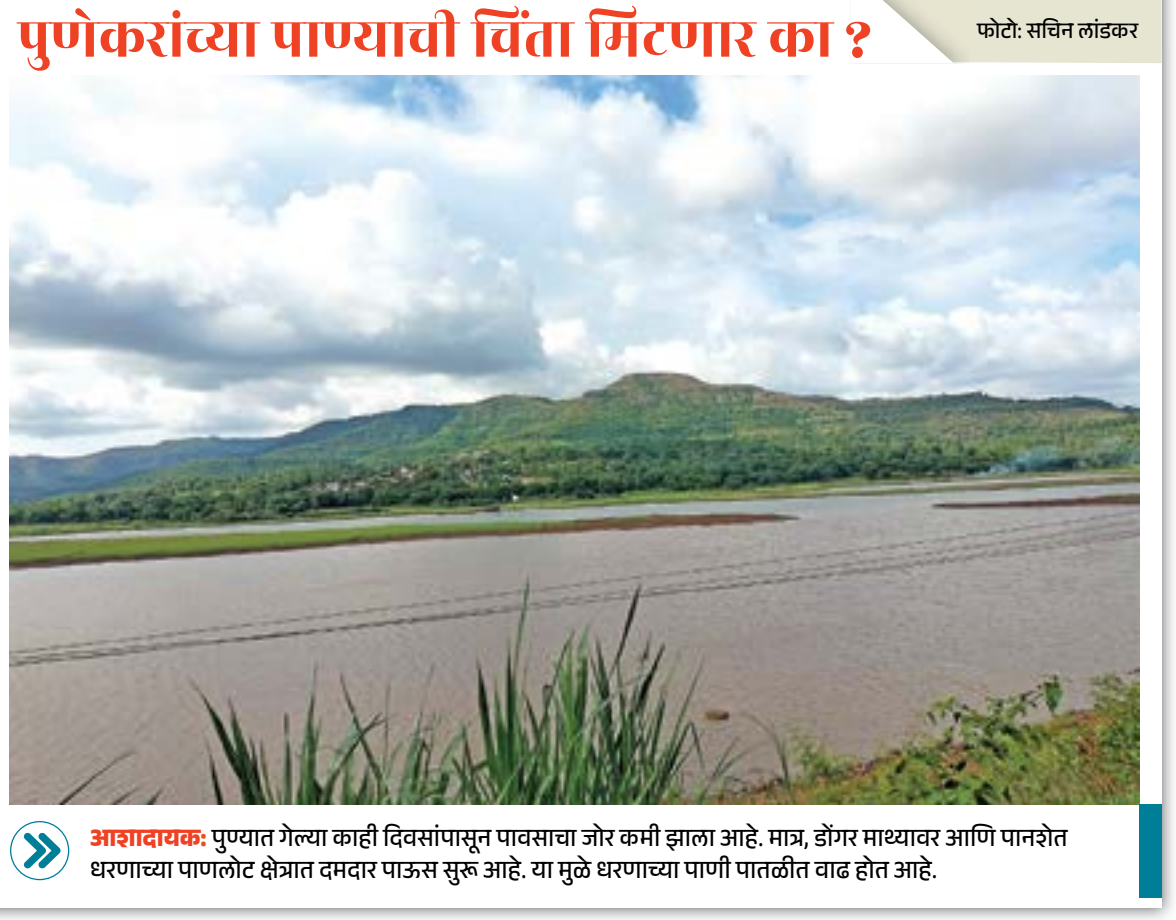 पुणेकरांच्या पाण्याची चिंता मिटणार का ?
फोटो: सचिन लांडकर
आशादायक: पुण्यात गेल्या काही दिवसांपासून पावसाचा जोर कमी झाला आहे. मात्र, डोंगर माथ्यावर आणि पानशेत
धरणाच्या पाणलोट क्षेत्रात दमदार पाऊस सुरू आहे. या मुळे धरणाच्या पाणी पातळीत वाढ होत आहे.